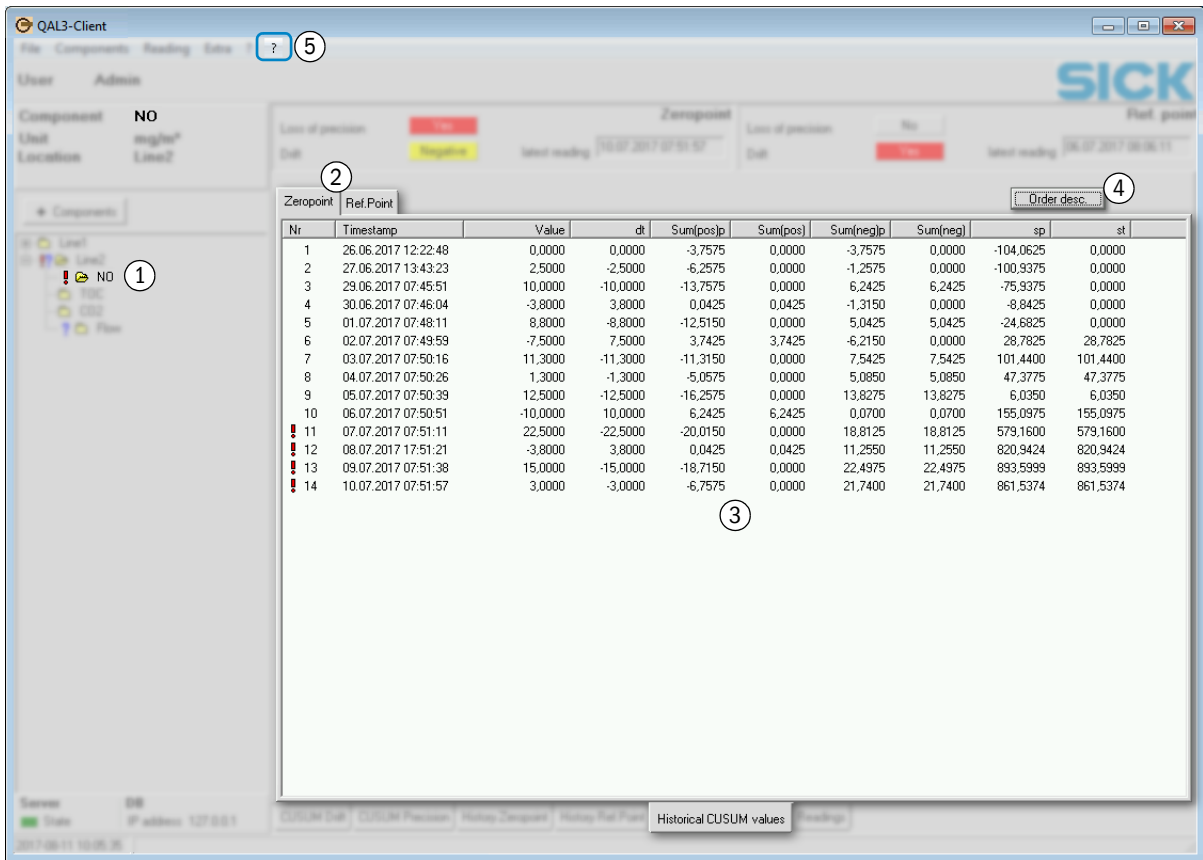 QAL3-Client
File Components Reading Extra ? ? 5
User Admin
SICK
Component NO
Unit mg/m³
Location Line2
Zeropoint
Loss of precision Yes
Drift Negative latest reading 10.07.2017 07:51:57
Ref. point
Loss of precision No
Drift Yes latest reading 06.07.2017 08:06:11
+ Components
Line1
Line2
NO 1
TOC
CO2
Flow
2
Zeropoint Ref.Point Order desc. 4
Nr Timestamp Value dt Sum(pos)p Sum(pos) Sum(neg)p Sum(neg) sp st
1 26.06.2017 12:22:48 0,0000 0,0000 -3,7575 0,0000 -3,7575 0,0000 -104,0625 0,0000
2 27.06.2017 13:43:23 2,5000 -2,5000 -6,2575 0,0000 -1,2575 0,0000 -100,9375 0,0000
3 29.06.2017 07:45:51 10,0000 -10,0000 -13,7575 0,0000 6,2425 6,2425 -75,9375 0,0000
4 30.06.2017 07:46:04 -3,8000 3,8000 0,0425 0,0425 -1,3150 0,0000 -8,8425 0,0000
5 01.07.2017 07:48:11 8,8000 -8,8000 -12,5150 0,0000 5,0425 5,0425 -24,6825 0,0000
6 02.07.2017 07:49:59 -7,5000 7,5000 3,7425 3,7425 -6,2150 0,0000 28,7825 28,7825
7 03.07.2017 07:50:16 11,3000 -11,3000 -11,3150 0,0000 7,5425 7,5425 101,4400 101,4400
8 04.07.2017 07:50:26 1,3000 -1,3000 -5,0575 0,0000 5,0850 5,0850 47,3775 47,3775
9 05.07.2017 07:50:39 12,5000 -12,5000 -16,2575 0,0000 13,8275 13,8275 6,0350 6,0350
10 06.07.2017 07:50:51 -10,0000 10,0000 6,2425 6,2425 0,0700 0,0700 155,0975 155,0975
11 07.07.2017 07:51:11 22,5000 -22,5000 -20,0150 0,0000 18,8125 18,8125 579,1600 579,1600
12 08.07.2017 17:51:21 -3,8000 3,8000 0,0425 0,0425 11,2550 11,2550 820,9424 820,9424
13 09.07.2017 07:51:38 15,0000 -15,0000 -18,7150 0,0000 22,4975 22,4975 893,5999 893,5999
14 10.07.2017 07:51:57 3,0000 -3,0000 -6,7575 0,0000 21,7400 21,7400 861,5374 861,5374
3
Server DB
State IP address 127.0.0.1
CUSUM Drift CUSUM Precision History Zeropoint History Ref.Point Historical CUSUM values Readings